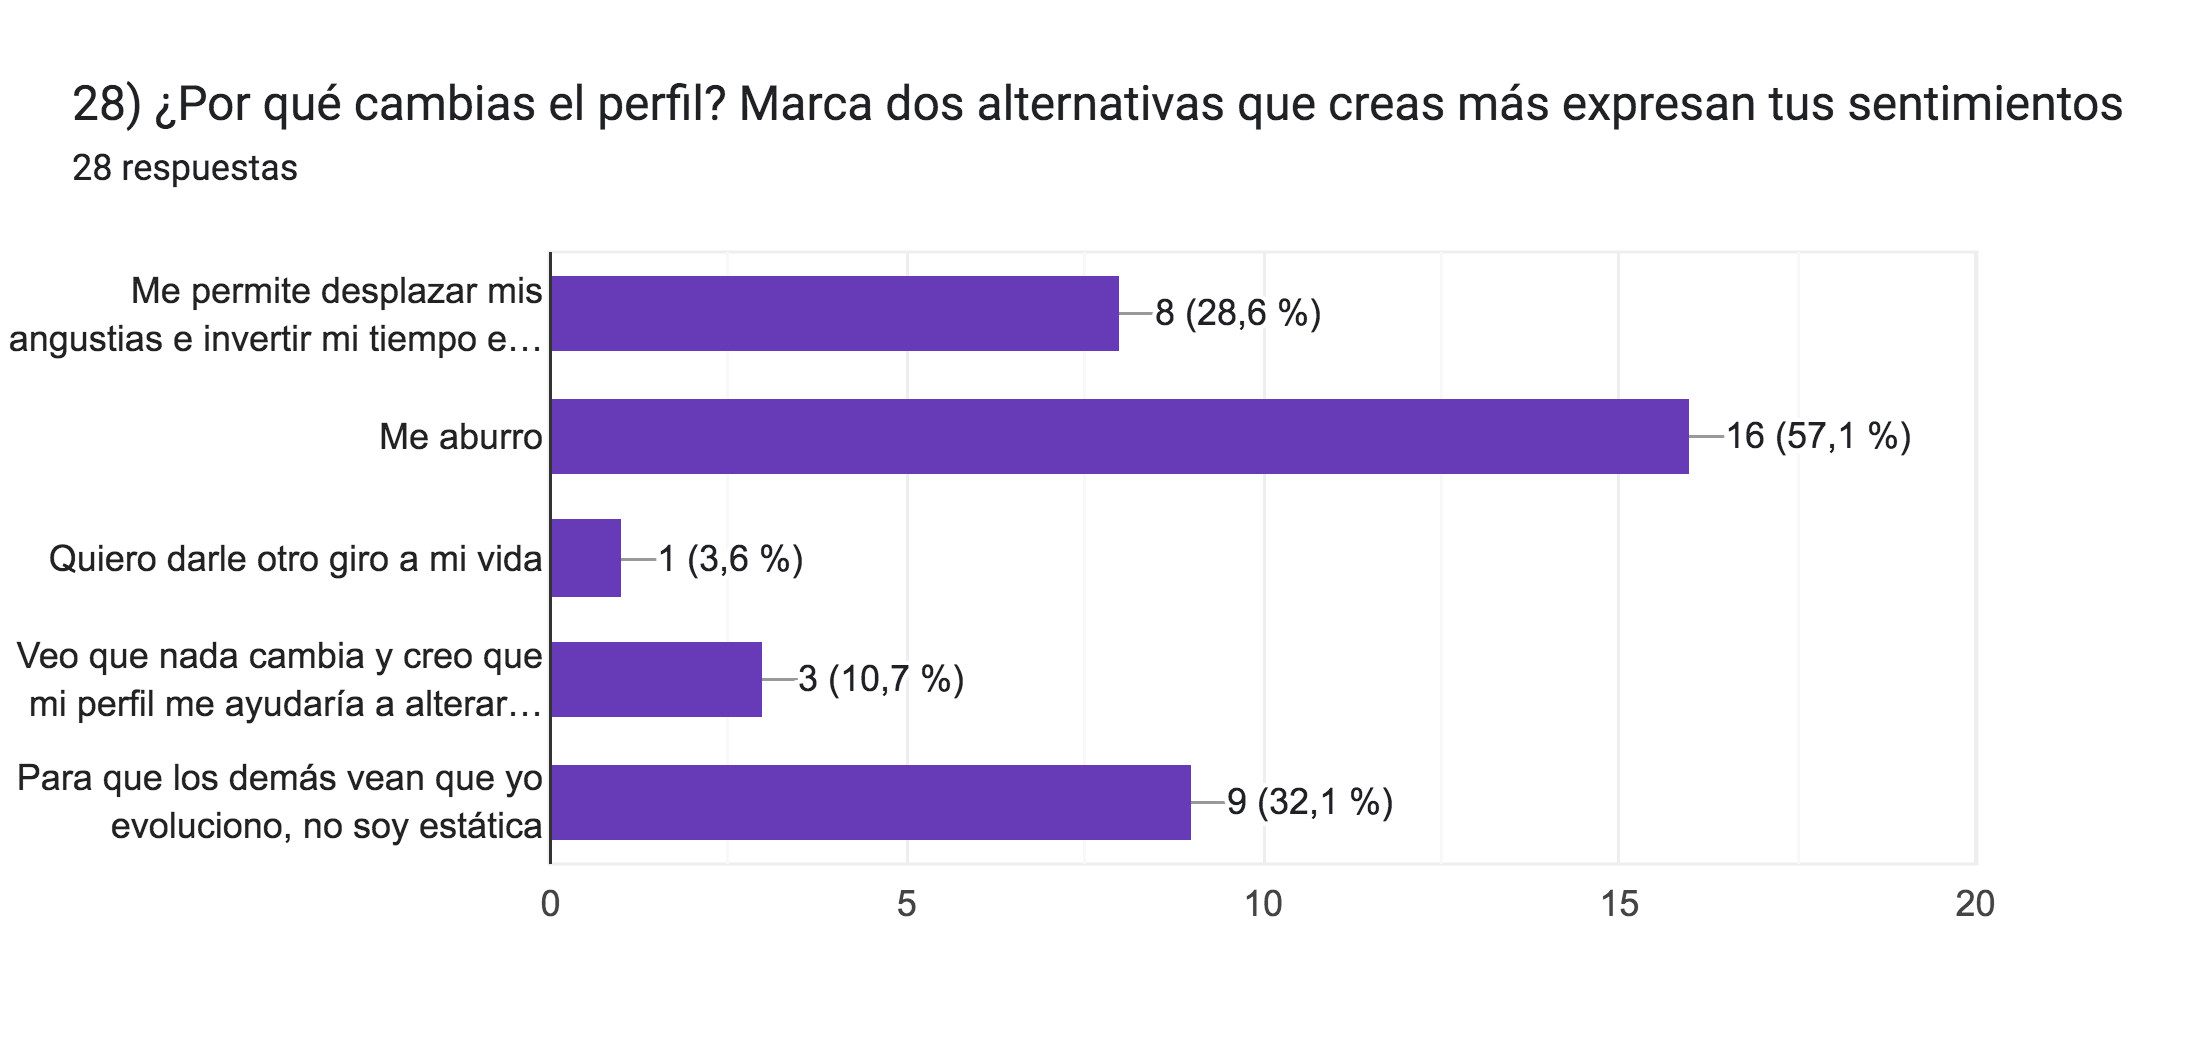 28) ¿Por qué cambias el perfil? Marca dos alternativas que creas más expresan tus sentimientos
28 respuestas
Me permite desplazar mis
angustias e invertir mi tiempo e…
8 (28,6 %)
Me aburro
16 (57,1 %)
Quiero darle otro giro a mi vida
1 (3,6 %)
Veo que nada cambia y creo que
mi perfil me ayudaría a alterar…
3 (10,7 %)
Para que los demás vean que yo
evoluciono, no soy estática
9 (32,1 %)
0 5 10 15 20